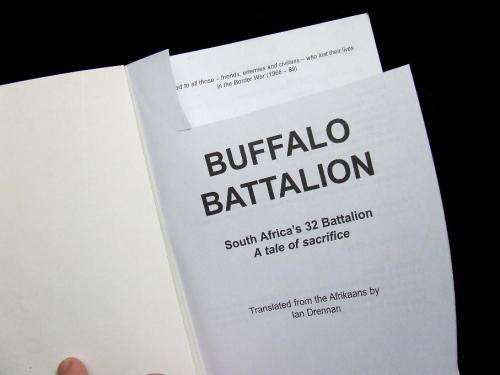 ed to all those – friends, enemies and civilians – who lost their lives
in the Border War (1966 – 89)
BUFFALO
BATTALION
South Africa's 32 Battalion
A tale of sacrifice
Translated from the Afrikaans by
Ian Drennan